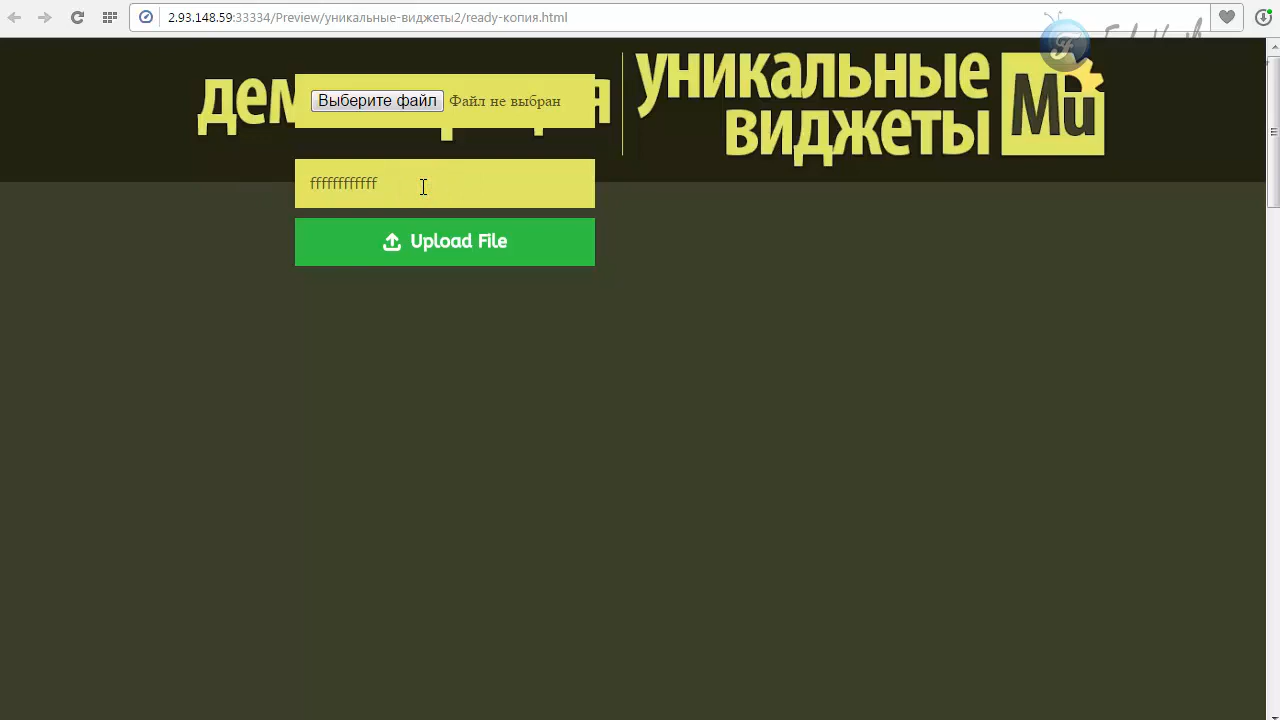 2.93.148.59:33334/Preview/уникальные-виджеты2/ready-копия.html
уникальные
виджеты
Mu
Выберите файл Файл не выбран
ffffffffffff
Upload File